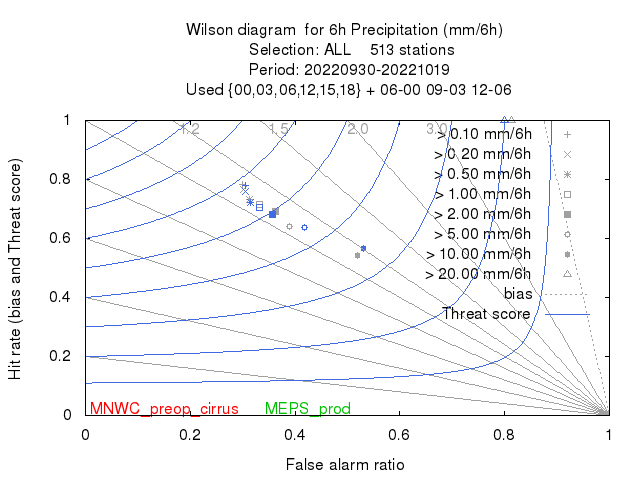 Wilson diagram  for 6h Precipitation (mm/6h)
Selection: ALL    513 stations
Period: 20220930-20221019
Used {00,03,06,12,15,18} + 06-00 09-03 12-06
1.2 1.5 2.0 3.0
> 0.10 mm/6h
> 0.20 mm/6h
> 0.50 mm/6h
> 1.00 mm/6h
> 2.00 mm/6h
> 5.00 mm/6h
> 10.00 mm/6h
> 20.00 mm/6h
bias
Threat score
1
0.8
0.6
0.4
0.2
0
Hit rate (bias and Threat score)
MNWC_preop_cirrus MEPS_prod
0 0.2 0.4 0.6 0.8 1
False alarm ratio